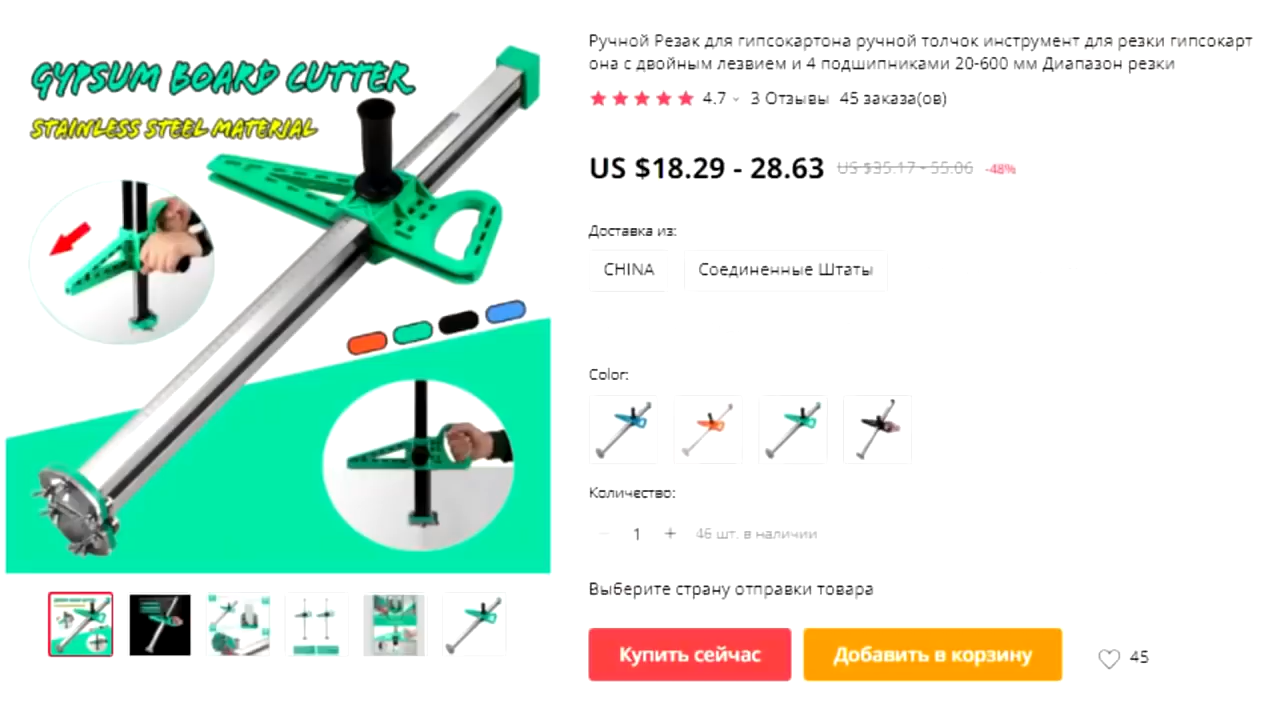 GYPSUM BOARD CUTTER
STAINLESS STEEL MATERIAL
Ручной Резак для гипсокартона ручной толчок инструмент для резки гипсокарт
она с двойным лезвием и 4 подшипниками 20-600 мм Диапазон резки
4.7 3 Отзывы 45 заказа(ов)
US $18.29 - 28.63 US $35.17 - 55.06 -48%
Доставка из:
CHINA Соединенные Штаты
Color:
Количество:
− 1 + 46 шт. в наличии
Выберите страну отправки товара
Купить сейчас Добавить в корзину 45